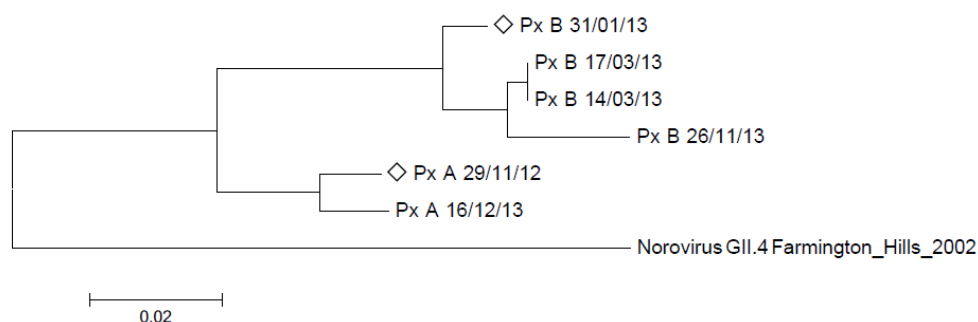 Px B 31/01/13
Px B 17/03/13
Px B 14/03/13
Px B 26/11/13
Px A 29/11/12
Px A 16/12/13
Norovirus GII.4 Farmington_Hills_2002
0.02